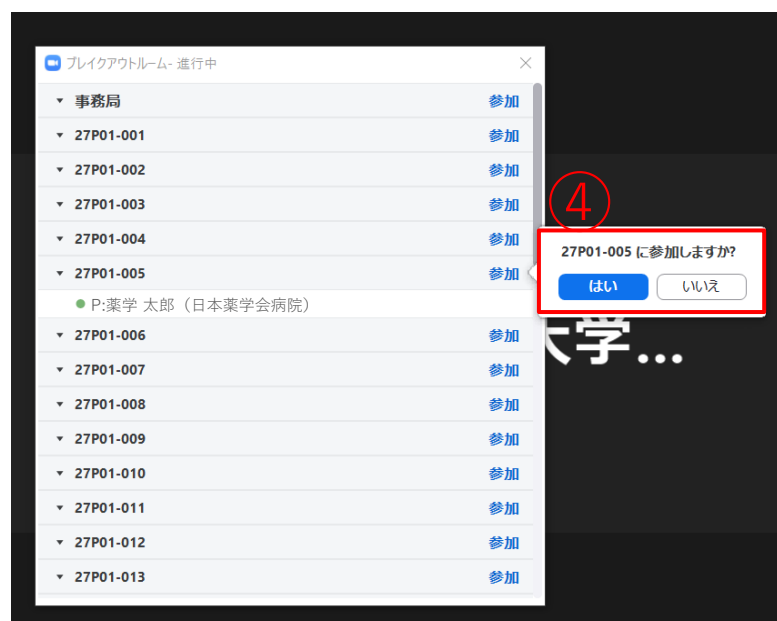 ブレイクアウトルーム- 進行中
事務局 参加
27P01-001 参加
27P01-002 参加
27P01-003 参加
④
27P01-004 参加
27P01-005 に参加しますか?
27P01-005 参加
はい いいえ
P:薬学 太郎（日本薬学会病院）
27P01-006 参加
大学...
27P01-007 参加
27P01-008 参加
27P01-009 参加
27P01-010 参加
27P01-011 参加
27P01-012 参加
27P01-013 参加